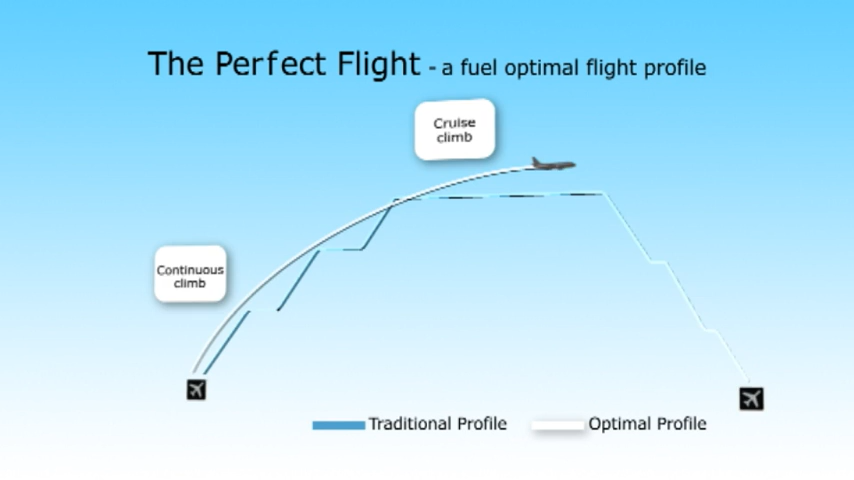 The Perfect Flight - a fuel optimal flight profile
Cruise
climb
Continuous
climb
Traditional Profile
Optimal Profile